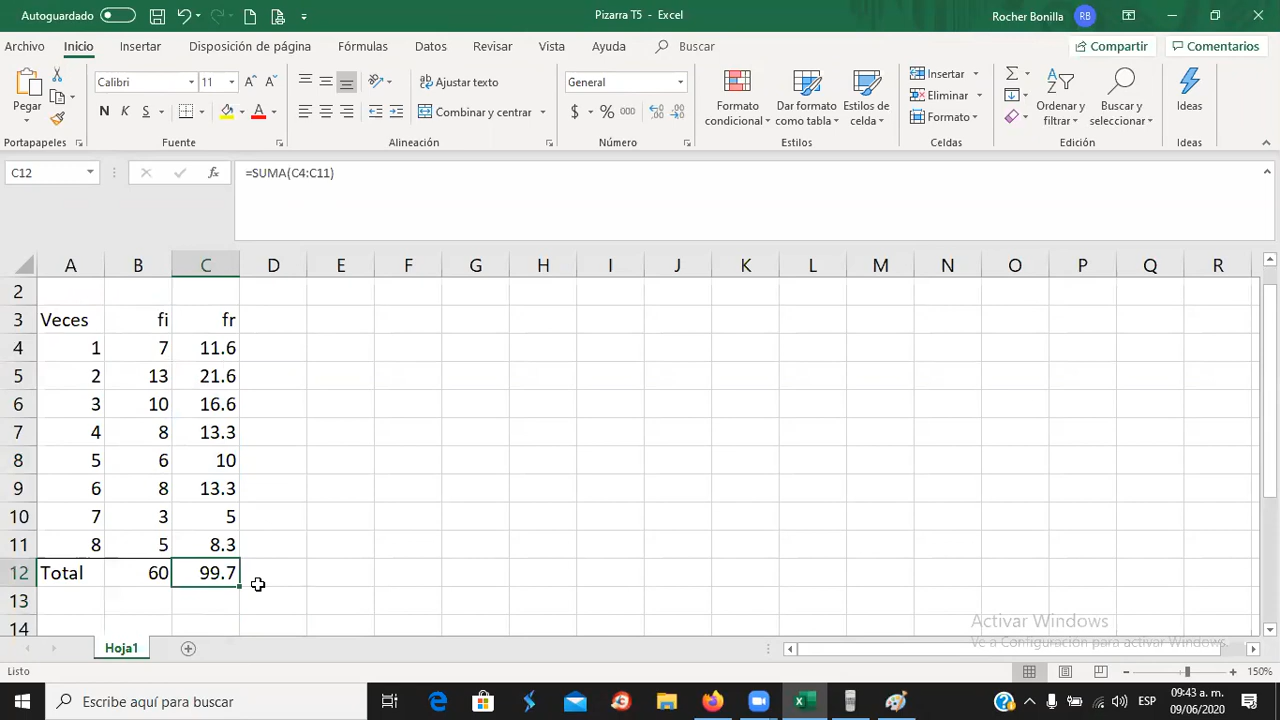 Autoguardado
Pizarra T5 - Excel
Rocher Bonilla RB
Archivo Inicio Insertar Disposición de página Fórmulas Datos Revisar Vista Ayuda Buscar Compartir Comentarios
Pegar
Calibri 11
Ajustar texto
General
Formato condicional
Dar formato como tabla
Estilos de celda
Insertar
Eliminar
Formato
Ordenar y filtrar
Buscar y seleccionar
Ideas
N K S
Combinar y centrar
$ % 000
Portapapeles Fuente Alineación Número Estilos Celdas Edición Ideas
C12 fx =SUMA(C4:C11)
A B C D E F G H I J K L M N O P Q R
2
3 Veces fi fr
4 1 7 11.6
5 2 13 21.6
6 3 10 16.6
7 4 8 13.3
8 5 6 10
9 6 8 13.3
10 7 3 5
11 8 5 8.3
12 Total 60 99.7
13
14
Activar Windows
Ve a Configuración para activar Windows.
Hoja1
Listo 150%
Escribe aquí para buscar
ESP
09:43 a. m.
09/06/2020